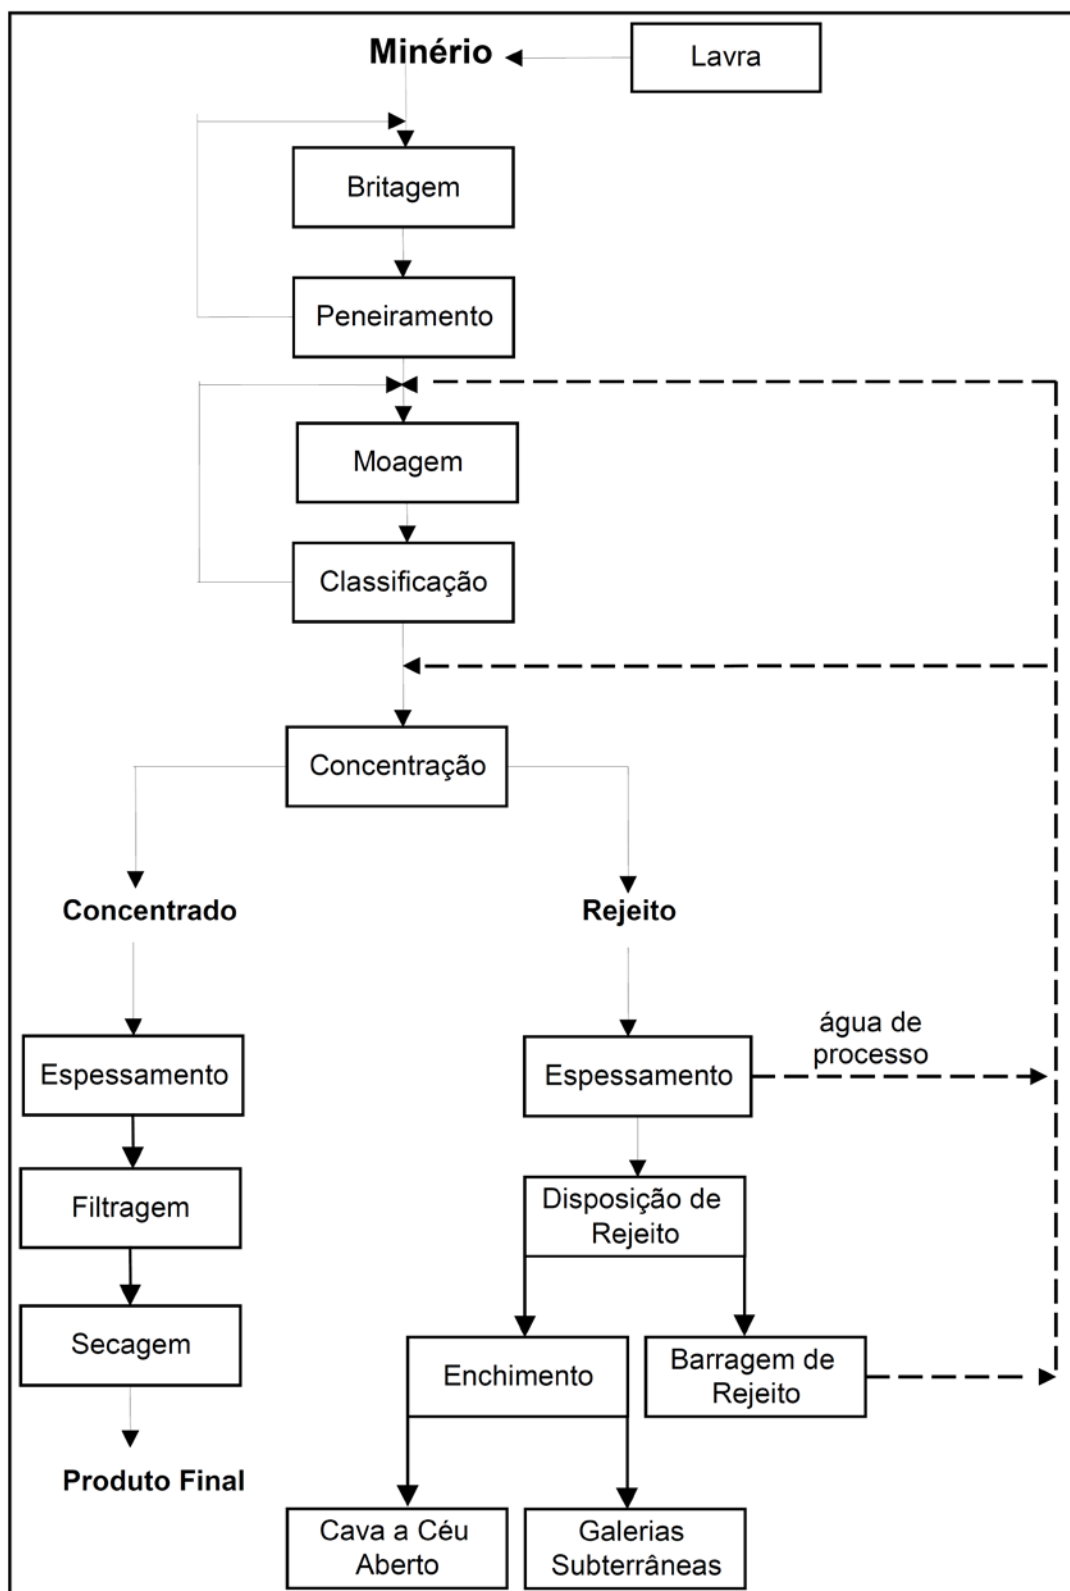 Minério
Lavra
Britagem
Peneiramento
Moagem
Classificação
Concentração
Concentrado
Rejeito
Espessamento
Espessamento
água de
processo
Filtragem
Disposição de
Rejeito
Secagem
Enchimento
Barragem de
Rejeito
Produto Final
Cava a Céu
Aberto
Galerias
Subterrâneas